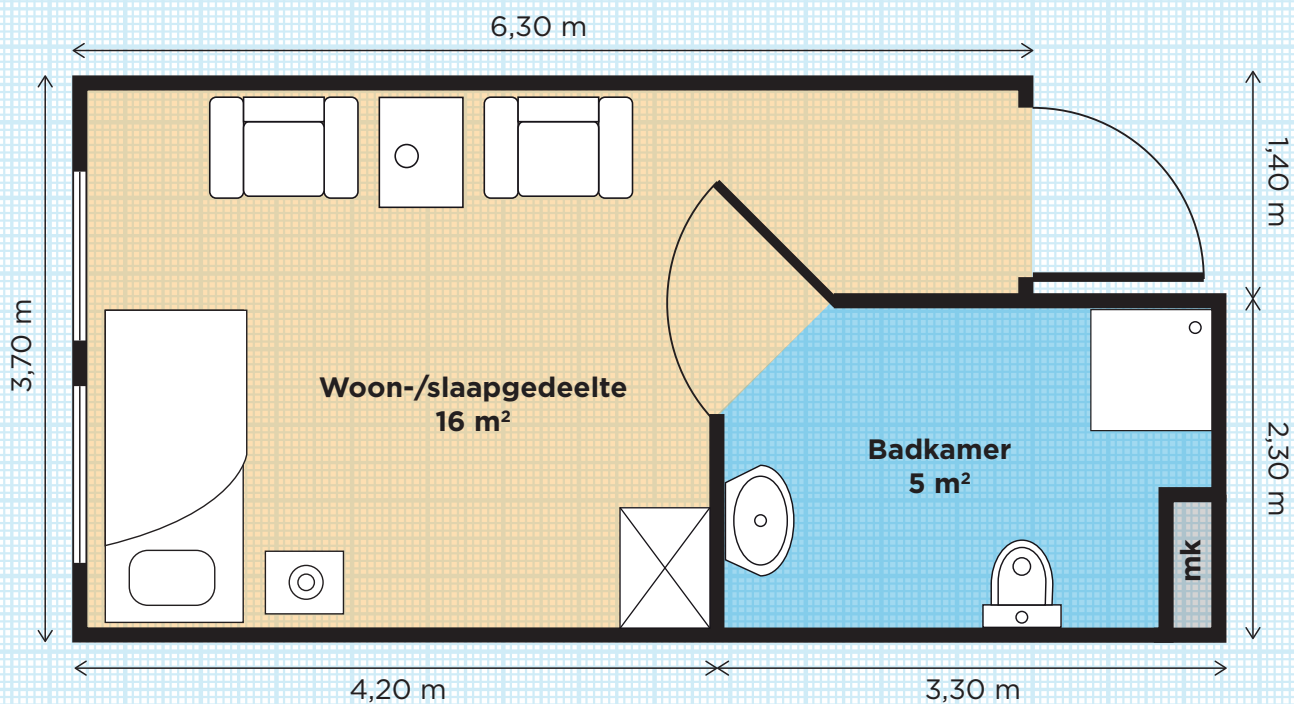 6,30 m
1,40 m
3,70 m
Woon-/slaapgedeelte
16 m²
Badkamer
5 m²
2,30 m
mk
4,20 m
3,30 m